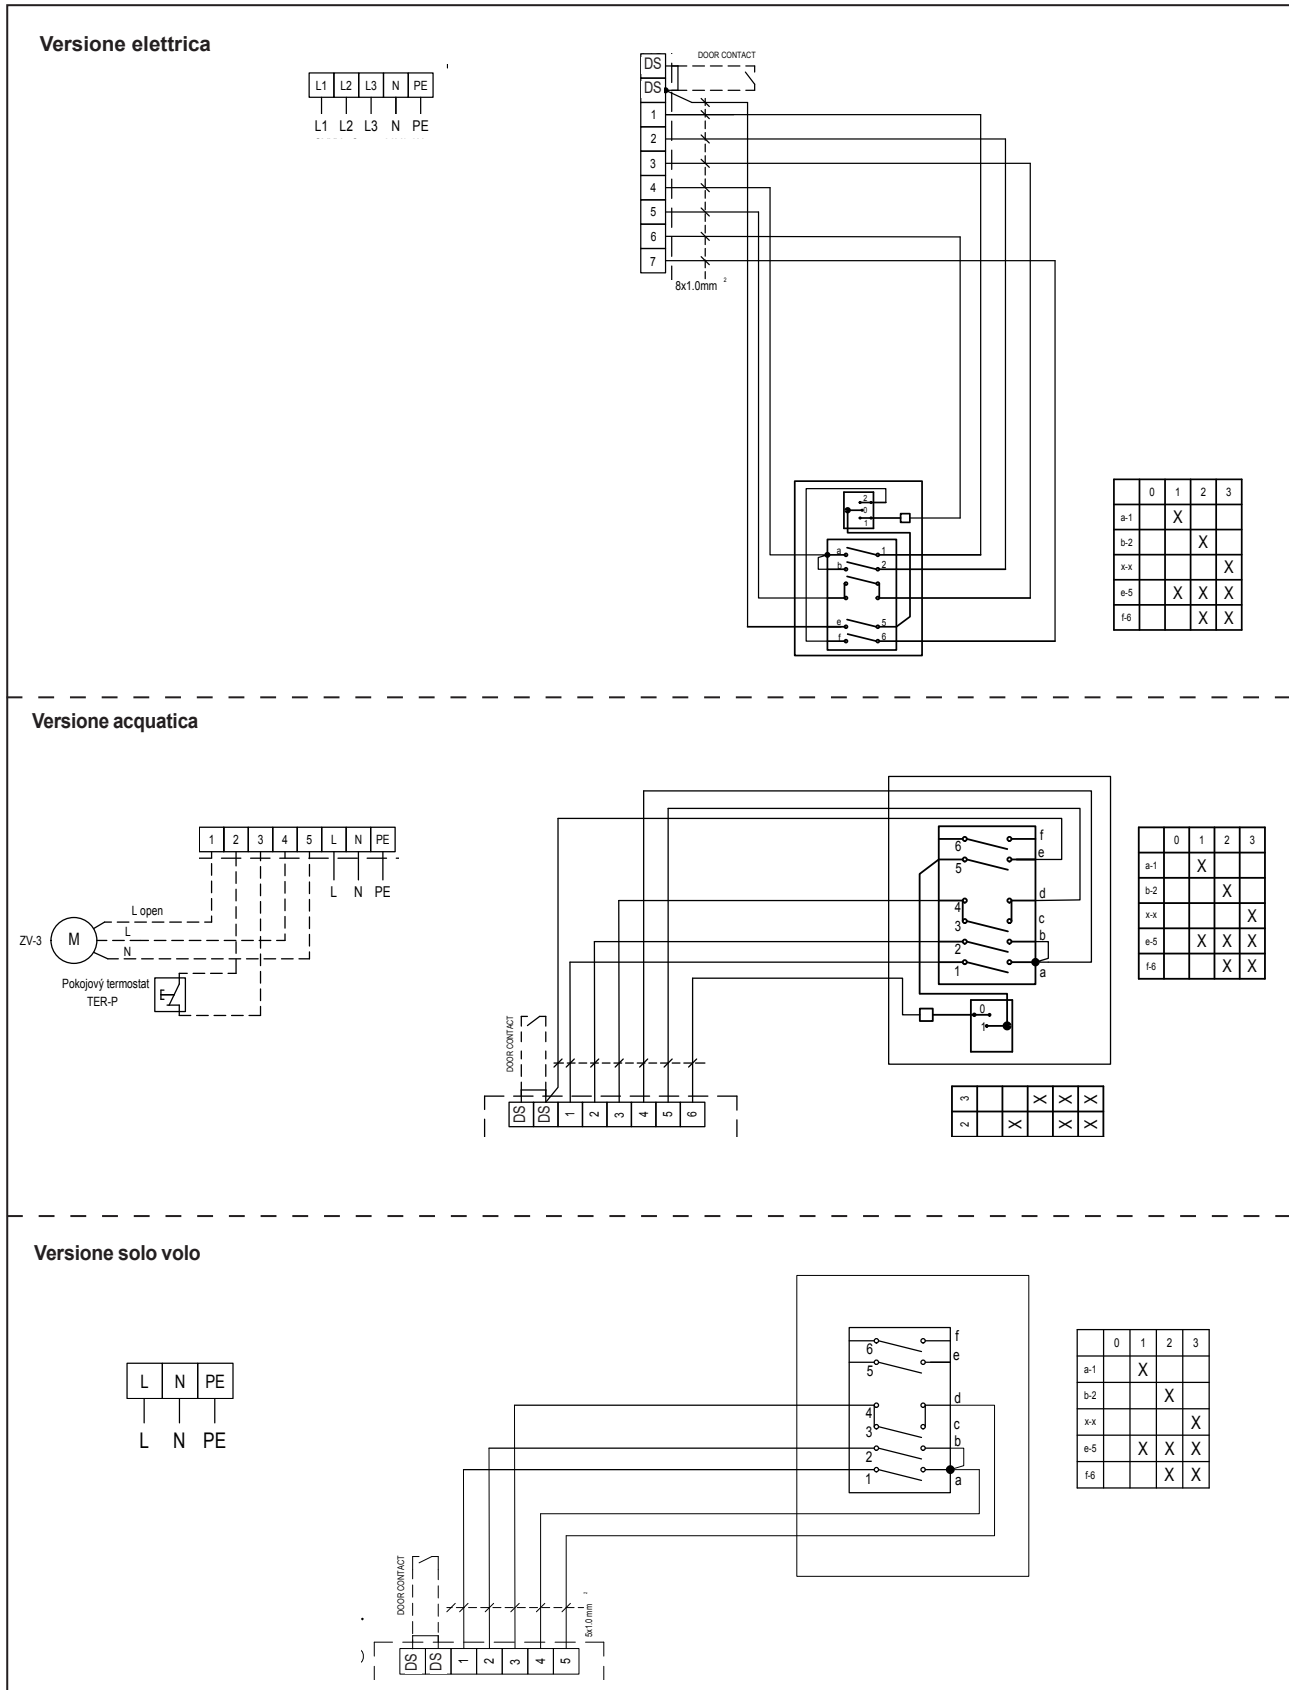 Versione elettrica
L1 L2 L3 N PE
L1 L2 L3 N PE
DOOR CONTACT
DS
DS
1
2
3
4
5
6
7
8x1.0mm 2
2
0
1
a 1
b 2
e 5
f 6
0 1 2 3
a-1 X
b-2 X
x-x X
e-5 X X X
f-6 X X
Versione acquatica
1 2 3 4 5 L N PE
L N PE
L open
L
N
ZV-3
M
Pokojový termostat
TER-P
6 f
5 e
4 d
3 c
2 b
1 a
0
1
DOOR CONTACT
DS DS 1 2 3 4 5 6
0 1 2 3
a-1 X
b-2 X
x-x X
e-5 X X X
f-6 X X
3 X X X
2 X X X
Versione solo volo
L N PE
L N PE
6 f
5 e
4 d
3 c
2 b
1 a
DOOR CONTACT
5x1.0 mm 2
DS DS 1 2 3 4 5
)
0 1 2 3
a-1 X
b-2 X
x-x X
e-5 X X X
f-6 X X